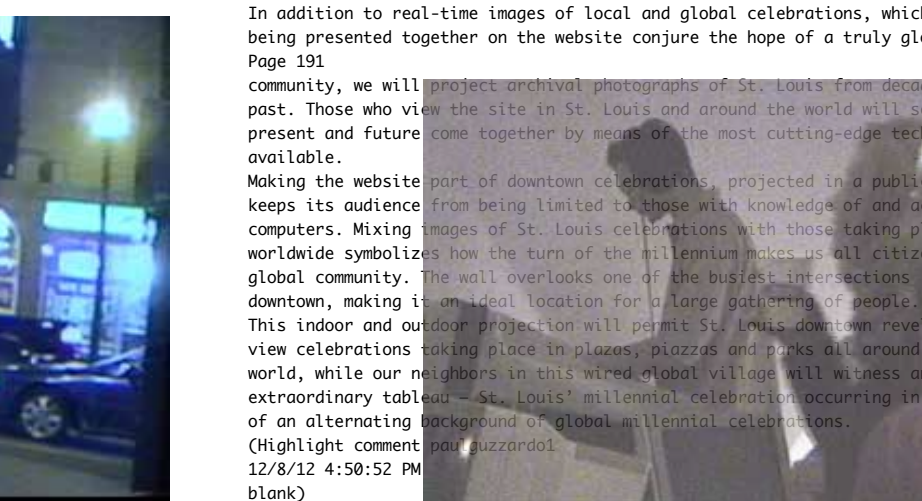 In addition to real-time images of local and global celebrations, which
being presented together on the website conjure the hope of a truly
Page 191
community, we will project archival photographs of St. Louis from
past. Those who view the site in St. Louis and around the world will
present and future come together by means of the most cutting-edge
available.
Making the website part of downtown celebrations, projected in a
keeps its audience from being limited to those with knowledge of and
computers. Mixing images of St. Louis celebrations with those taking
worldwide symbolizes how the turn of the millennium makes us all
global community. The wall overlooks one of the busiest intersections
downtown, making it an ideal location for a large gathering of people.
This indoor and outdoor projection will permit St. Louis downtown
view celebrations taking place in plazas, piazzas and parks all around
world, while our neighbors in this wired global village will witness
extraordinary tableau – St. Louis’ millennial celebration occurring in
of an alternating background of global millennial celebrations.
(Highlight comment paulguzzardo1
12/8/12 4:50:52 PM
blank)